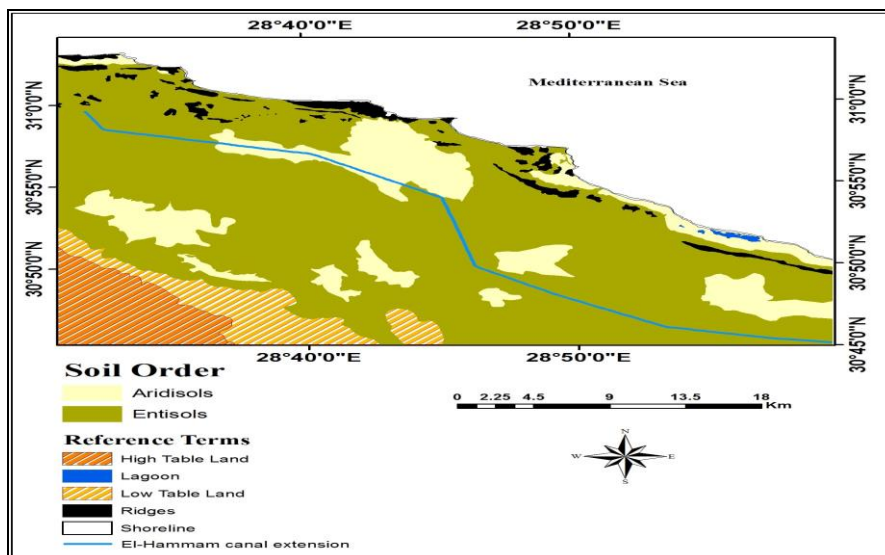 28°40'0"E 28°50'0"E
Mediterranean Sea
31°0'0"N 31°0'0"N
30°55'0"N 30°55'0"N
30°50'0"N 30°50'0"N
30°45'0"N
28°40'0"E 28°50'0"E
Soil Order
Aridisols
Entisols
Reference Terms
High Table Land
Lagoon
Low Table Land
Ridges
Shoreline
El-Hammam canal extension
0 2.25 4.5 9 13.5 18
Km
N
W E
S